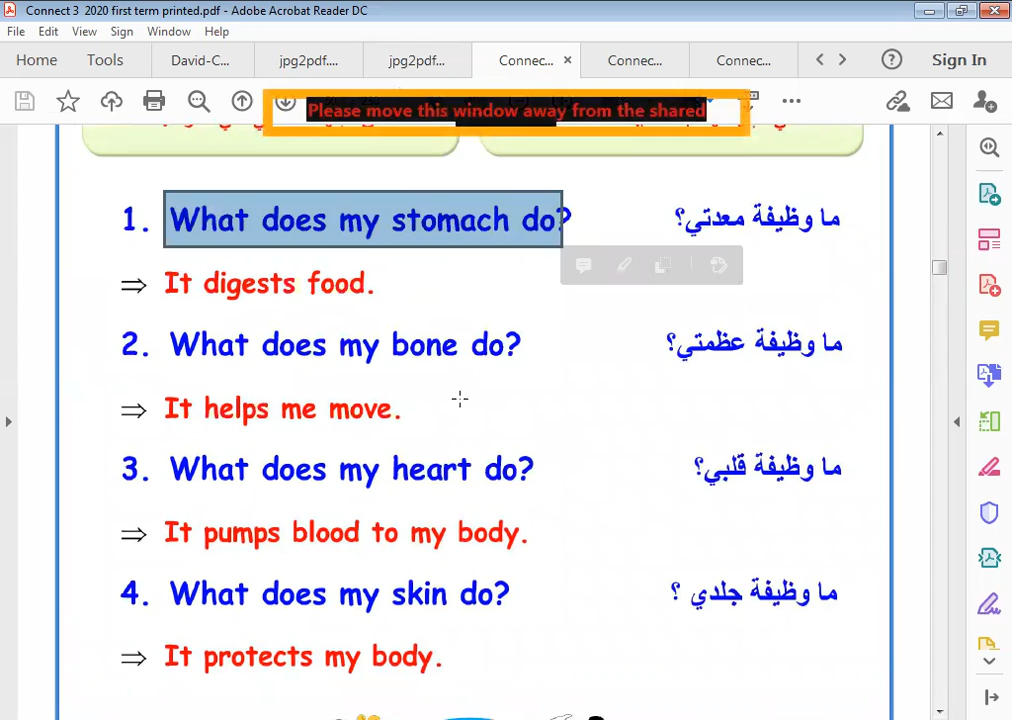 Connect 3 2020 first term printed.pdf - Adobe Acrobat Reader DC
File Edit View Sign Window Help
Home Tools David-C... jpg2pdf.... jpg2pdf.... Connec... × Connec... Connec... Sign In
Please move this window away from the shared
1. What does my stomach do? ما وظيفة معدتي؟
⇒ It digests food.
2. What does my bone do? ما وظيفة عظمتي؟
⇒ It helps me move.
3. What does my heart do? ما وظيفة قلبي؟
⇒ It pumps blood to my body.
4. What does my skin do? ما وظيفة جلدي ؟
⇒ It protects my body.